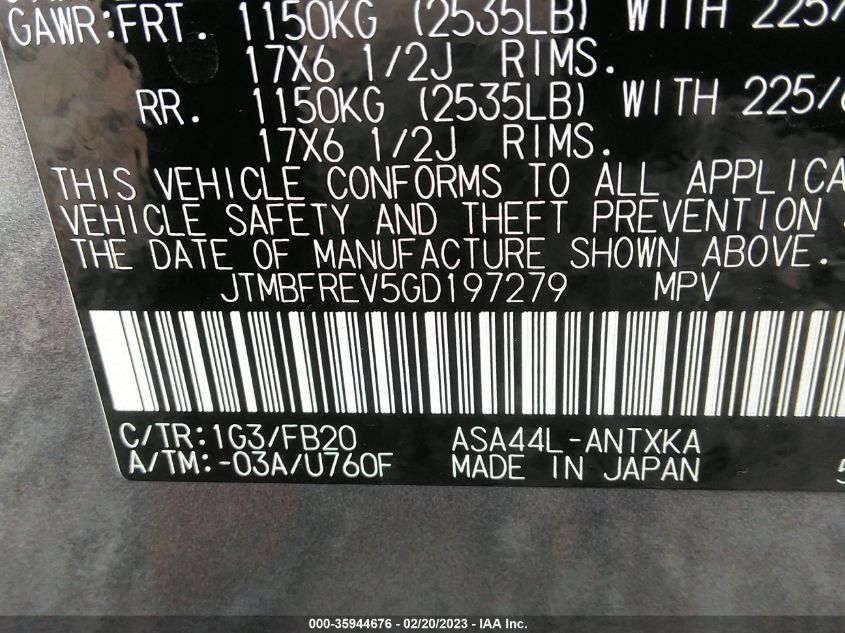 GAWR:FRT. 1150KG (2535LB) WITH 225/
17X6 1/2J RIMS.
RR. 1150KG (2535LB) WITH 225/
17X6 1/2J RIMS.
THIS VEHICLE CONFORMS TO ALL APPLICA
VEHICLE SAFETY AND THEFT PREVENTION
THE DATE OF MANUFACTURE SHOWN ABOVE.
JTMBFREV5GD197279 MPV
C/TR:1G3/FB20 ASA44L-ANTXKA
A/TM:-03A/U760F MADE IN JAPAN
000-35944676 - 02/20/2023 - IAA Inc.